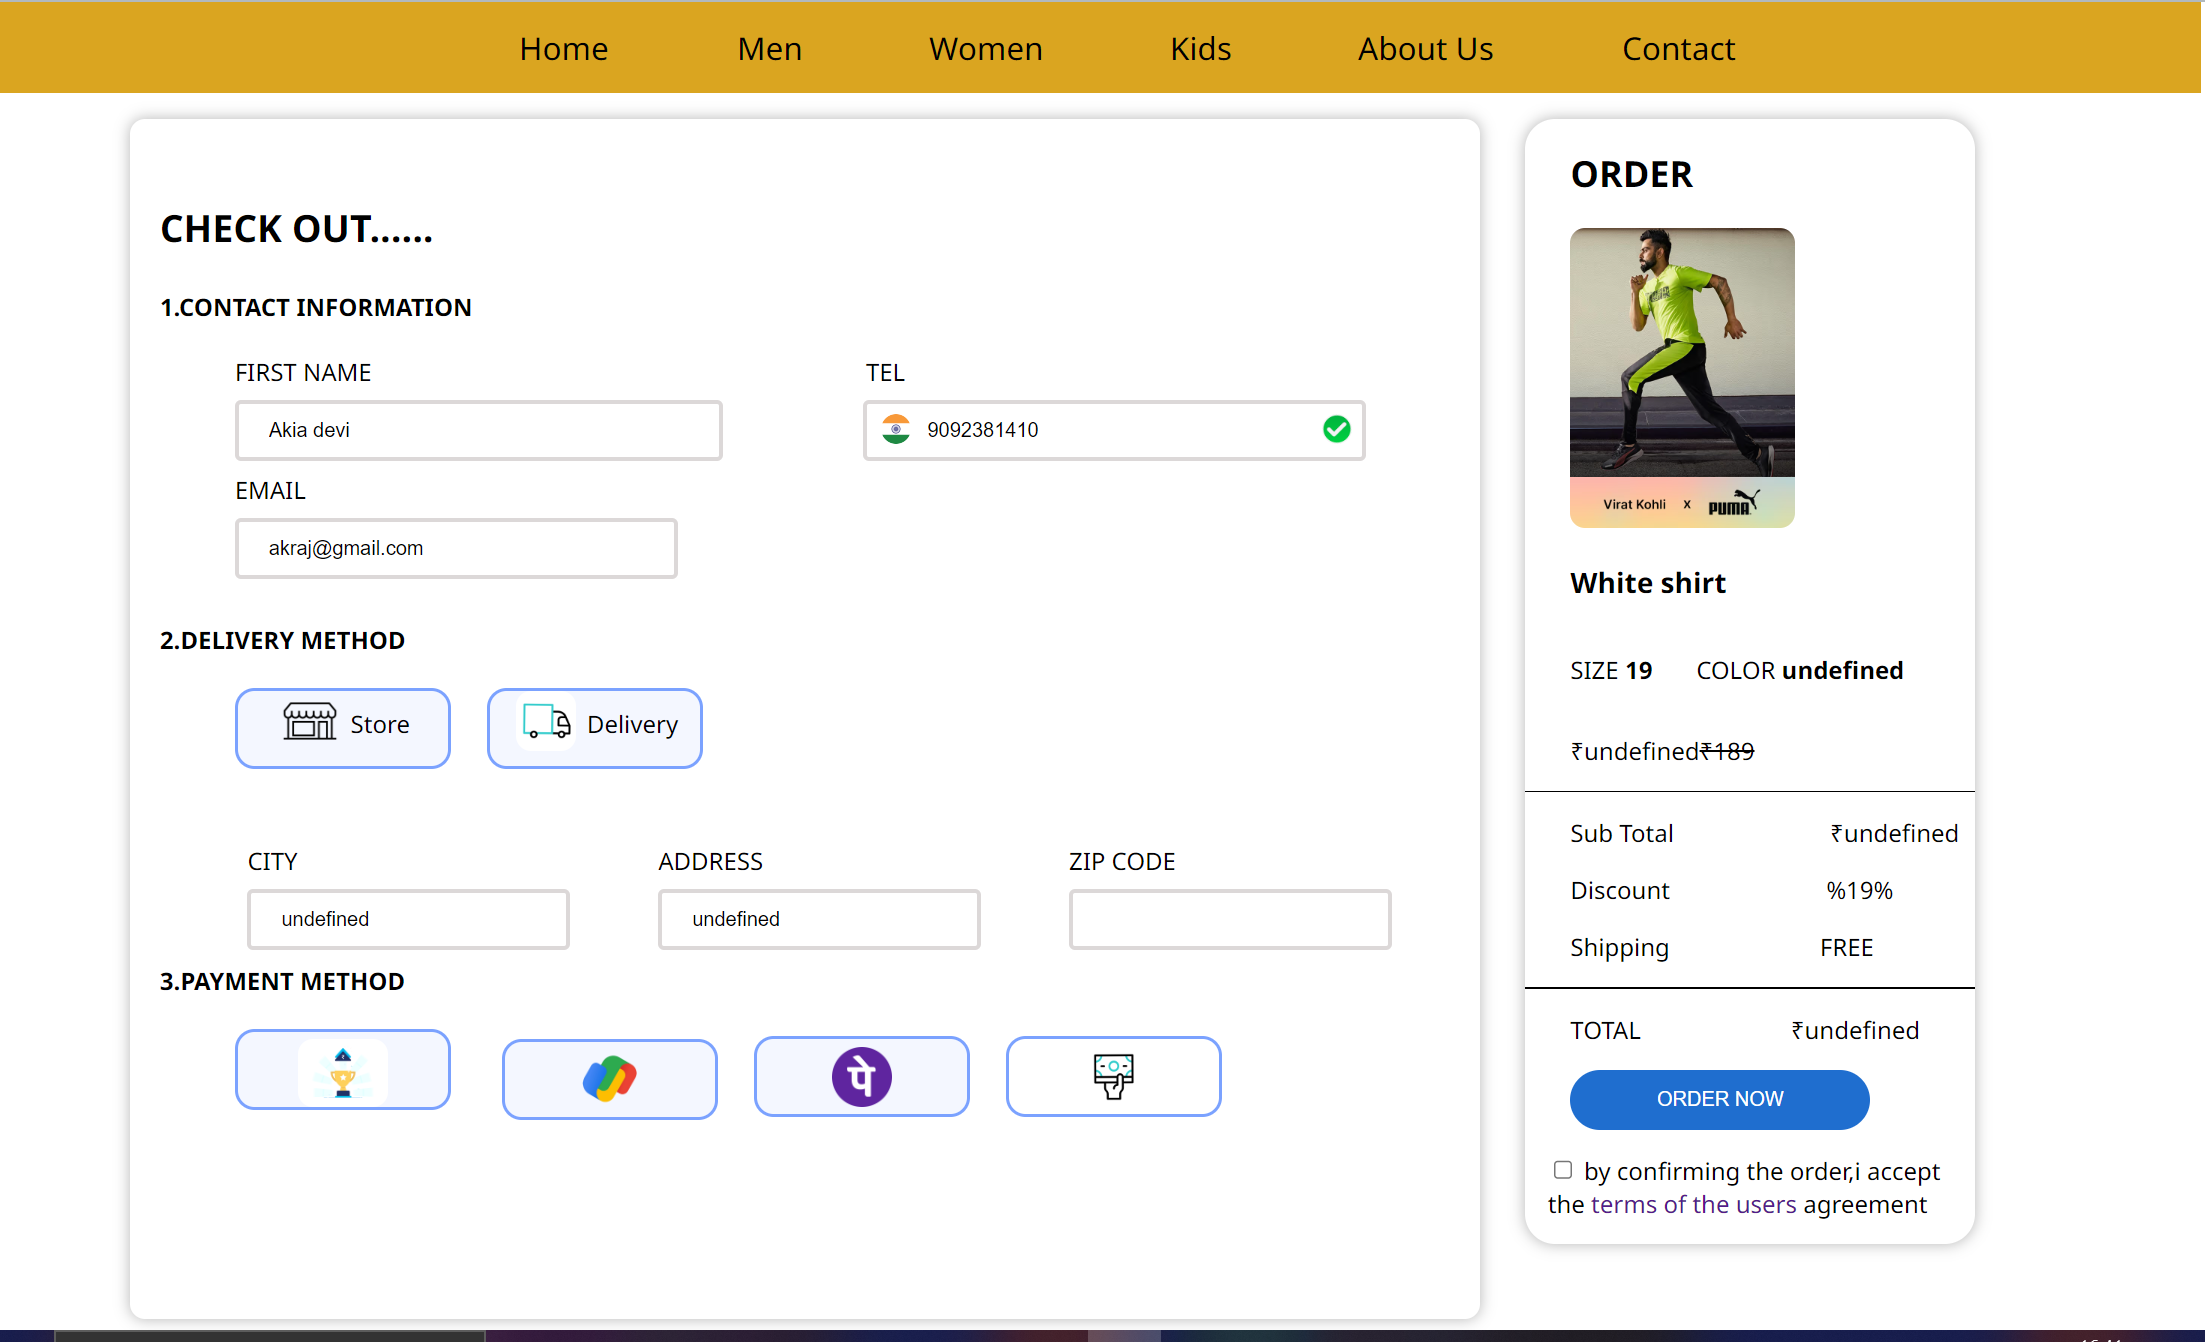 Home Men Women Kids About Us Contact
CHECK OUT......
1.CONTACT INFORMATION
FIRST NAME TEL
Akia devi 9092381410
EMAIL
akraj@gmail.com
2.DELIVERY METHOD
Store Delivery
CITY ADDRESS ZIP CODE
undefined undefined
3.PAYMENT METHOD
पे
ORDER
Virat Kohli x PUMA
White shirt
SIZE 19 COLOR undefined
₹undefined₹189
Sub Total ₹undefined
Discount %19%
Shipping FREE
TOTAL ₹undefined
ORDER NOW
by confirming the order,i accept
the terms of the users agreement